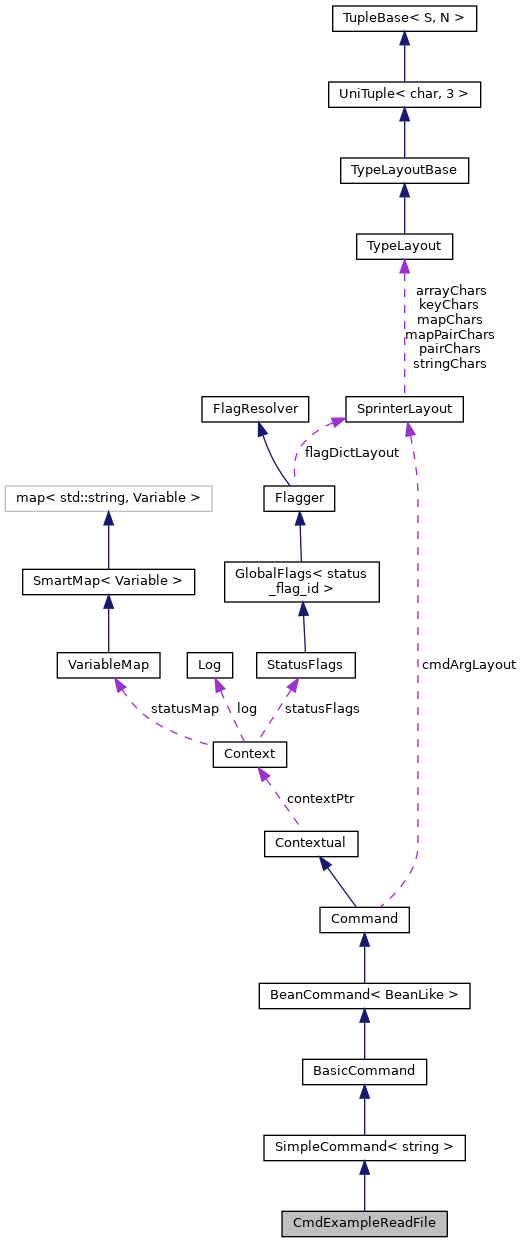 TupleBase< S, N >
UniTuple< char, 3 >
TypeLayoutBase
TypeLayout
arrayChars
keyChars
mapChars
mapPairChars
pairChars
stringChars
FlagResolver
SprinterLayout
flagDictLayout
map< std::string, Variable >
Flagger
SmartMap< Variable >
GlobalFlags< status
_flag_id >
VariableMap
Log
StatusFlags
cmdArgLayout
statusMap
log
statusFlags
Context
contextPtr
Contextual
Command
BeanCommand< BeanLike >
BasicCommand
SimpleCommand< string >
CmdExampleReadFile